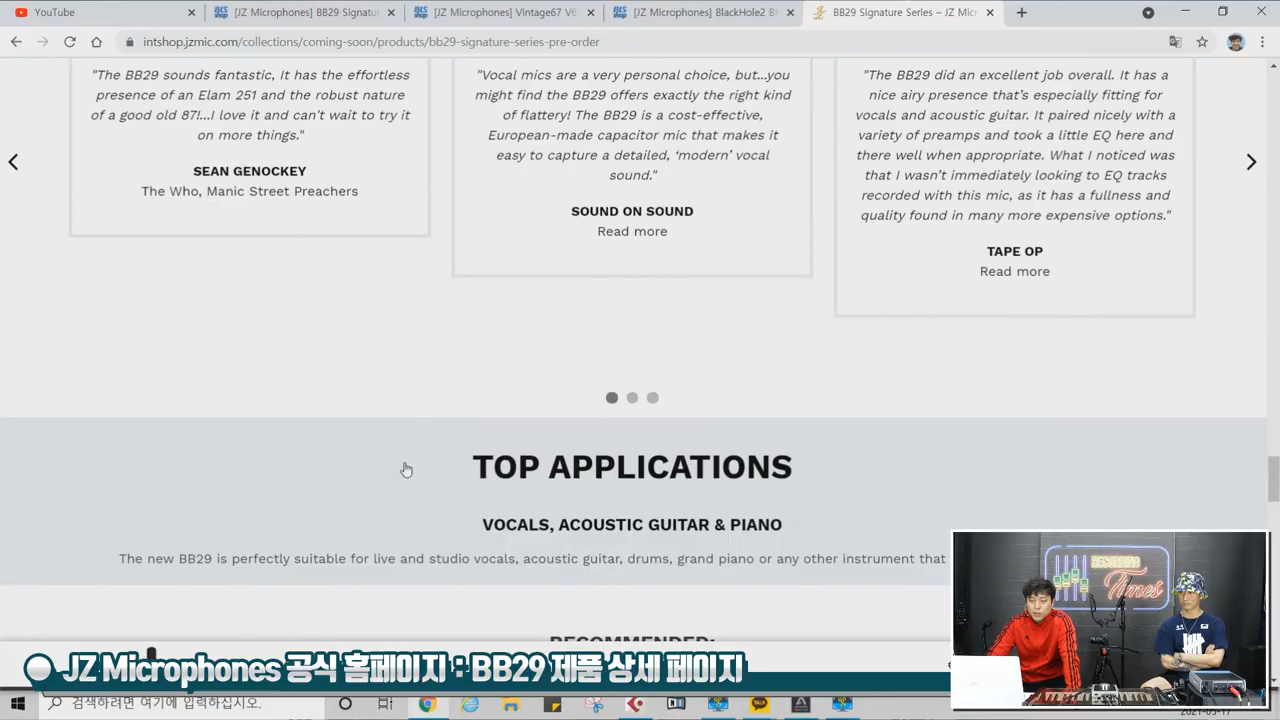 YouTube
[JZ Microphones] BB29 Signatu
[JZ Microphones] Vintage67 V6
[JZ Microphones] BlackHole2 Bl
BB29 Signature Series – JZ Mic
intshop.jzmic.com/collections/coming-soon/products/bb29-signature-series-pre-order
"The BB29 sounds fantastic, It has the effortless
presence of an Elam 251 and the robust nature
of a good old 87!...I love it and can't wait to try it
on more things."
SEAN GENOCKEY
The Who, Manic Street Preachers
"Vocal mics are a very personal choice, but...you
might find the BB29 offers exactly the right kind
of flattery! The BB29 is a cost-effective,
European-made capacitor mic that makes it
easy to capture a detailed, ‘modern’ vocal
sound."
SOUND ON SOUND
Read more
"The BB29 did an excellent job overall. It has a
nice airy presence that’s especially fitting for
vocals and acoustic guitar. It paired nicely with a
variety of preamps and took a little EQ here and
there well when appropriate. What I noticed was
that I wasn’t immediately looking to EQ tracks
recorded with this mic, as it has a fullness and
quality found in many more expensive options."
TAPE OP
Read more
TOP APPLICATIONS
VOCALS, ACOUSTIC GUITAR & PIANO
The new BB29 is perfectly suitable for live and studio vocals, acoustic guitar, drums, grand piano or any other instrument that
RECOMMENDED:
Times
JZ Microphones 공식 홈페이지 : BB29 제품 상세 페이지
검색하려면 여기에 입력하십시오.
TALK
2021-03-17